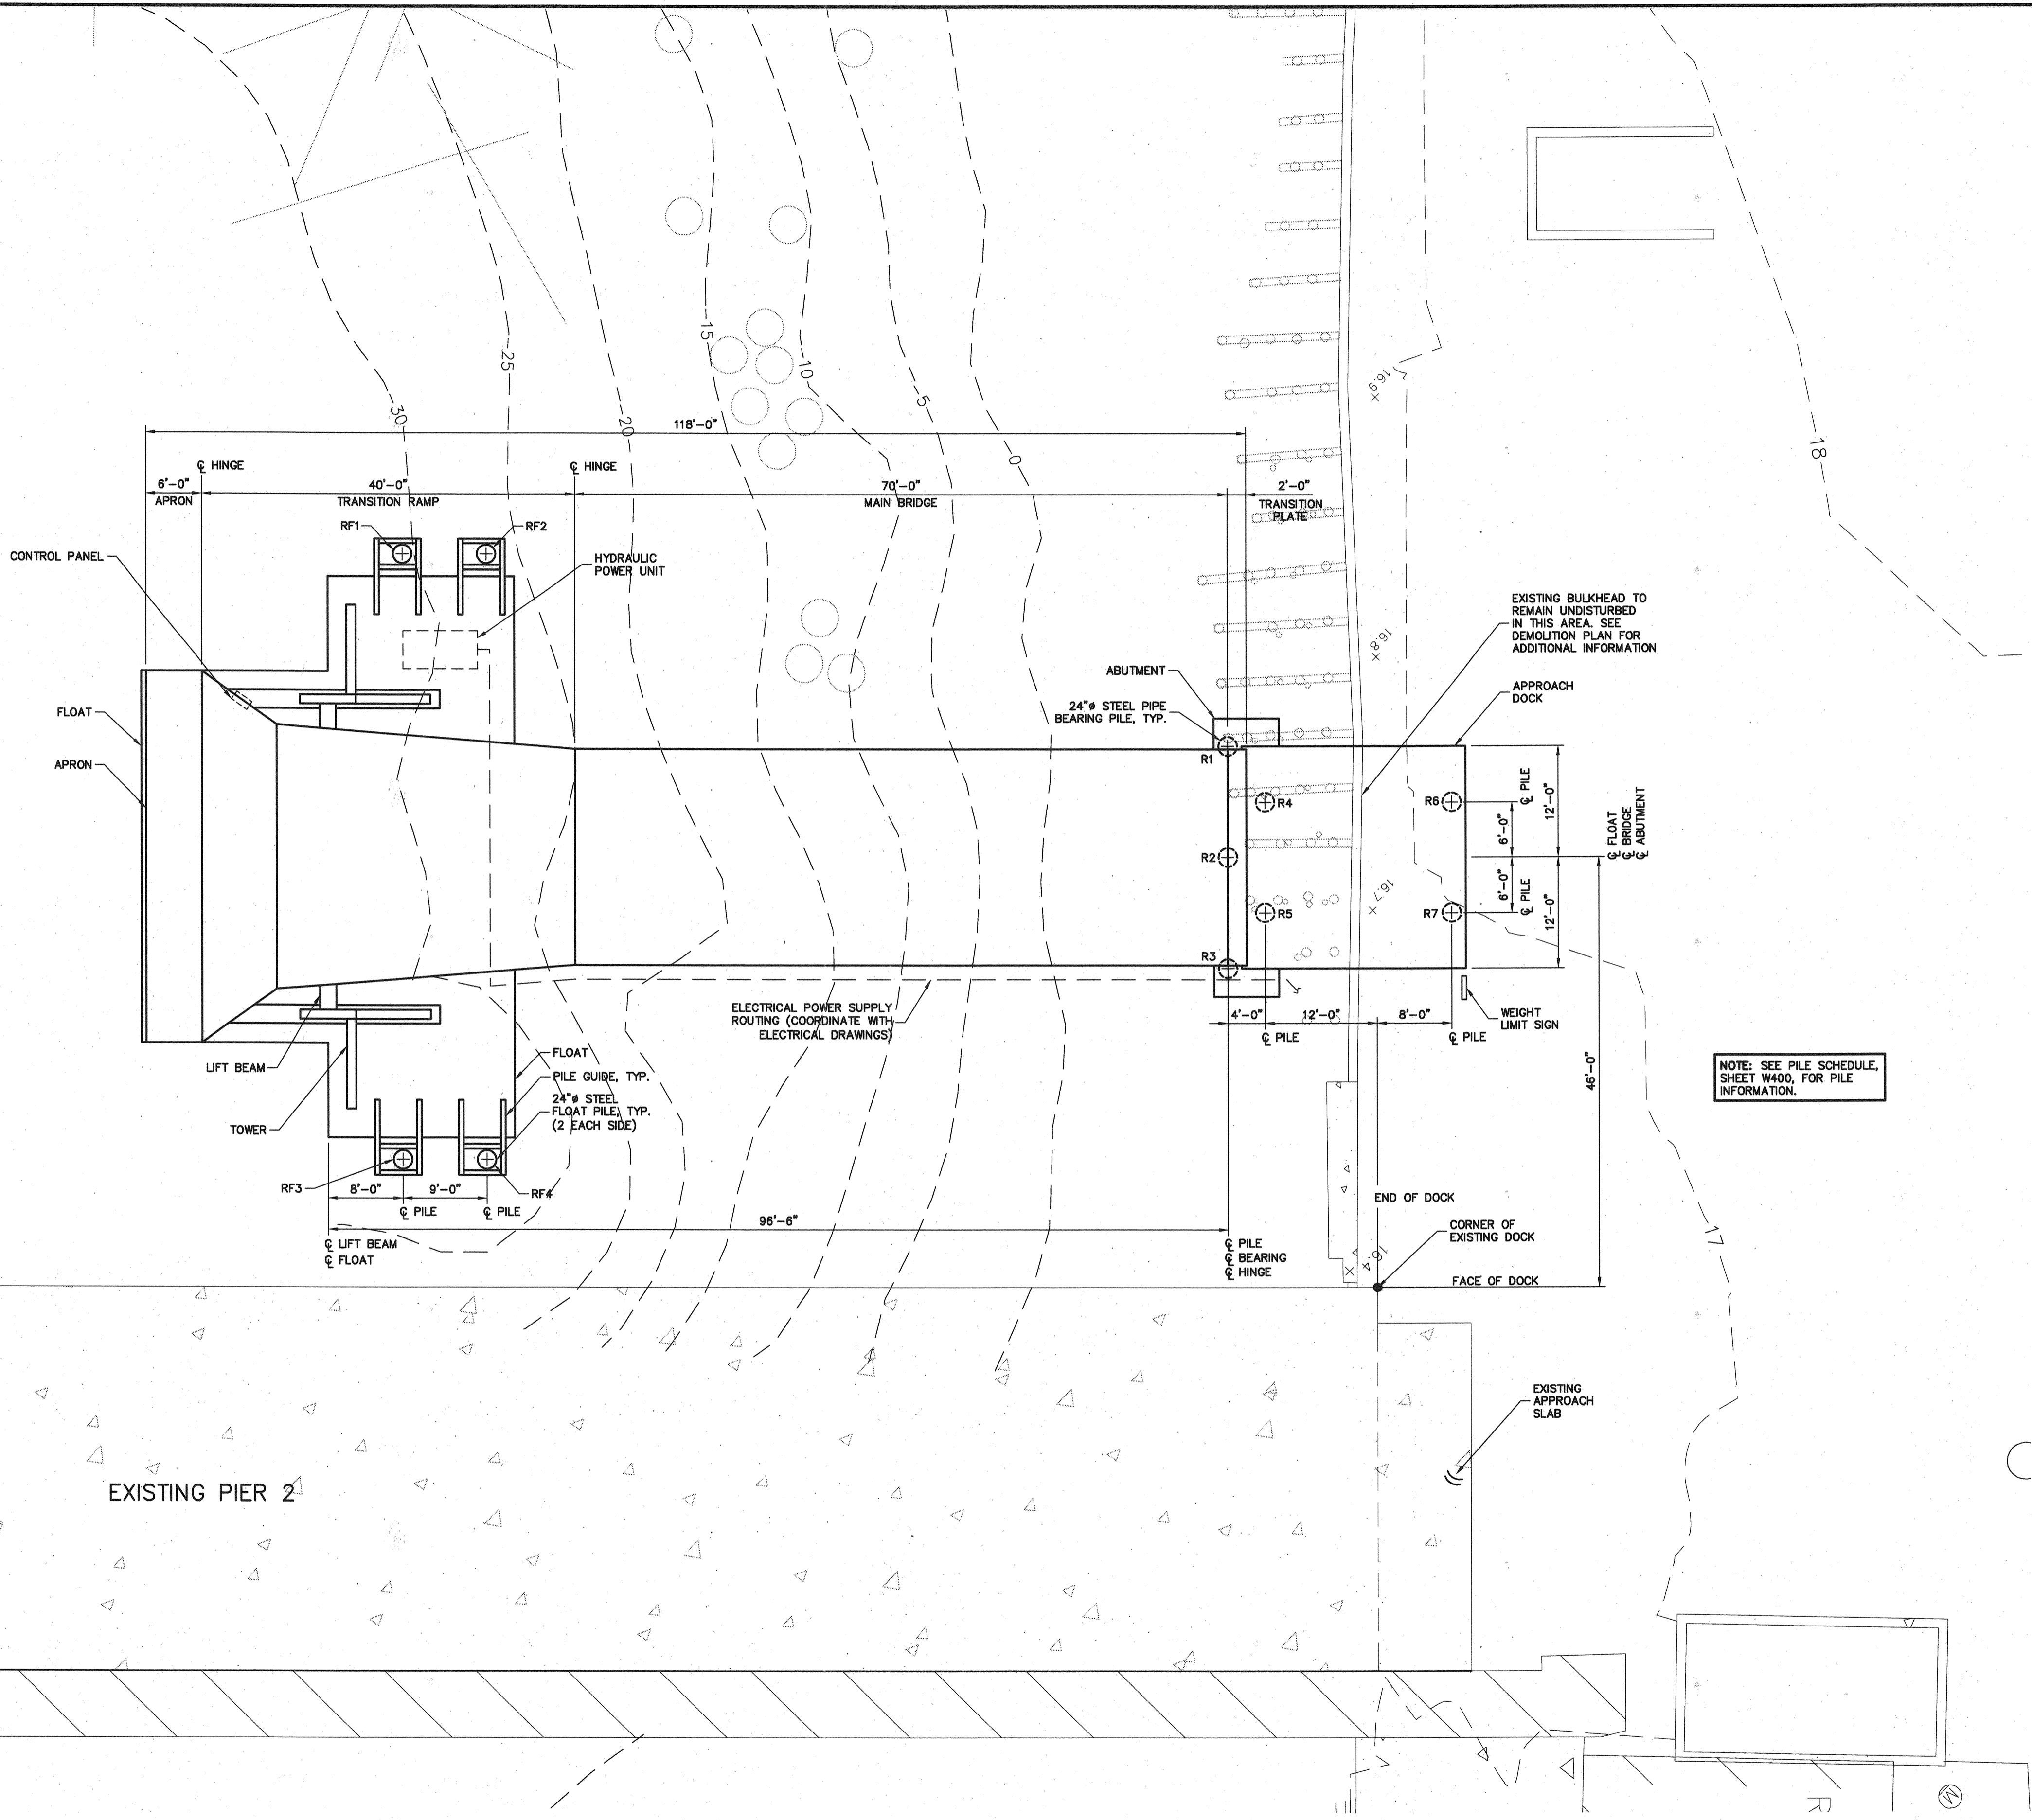 118'-0"
℄ HINGE
℄ HINGE
6'-0"
APRON
40'-0"
TRANSITION RAMP
70'-0"
MAIN BRIDGE
2'-0"
TRANSITION
PLATE
30
25
20
15
10
5
0
16.9x
18
RF1
RF2
CONTROL PANEL
HYDRAULIC
POWER UNIT
EXISTING BULKHEAD TO
REMAIN UNDISTURBED
IN THIS AREA. SEE
DEMOLITION PLAN FOR
ADDITIONAL INFORMATION
16.8x
ABUTMENT
APPROACH
DOCK
24"ø STEEL PIPE
BEARING PILE, TYP.
FLOAT
APRON
R1
R4
R6
R2
R5
R7
R3
℄ PILE
12'-0"
6'-0"
℄ FLOAT
℄ BRIDGE
℄ ABUTMENT
6'-0"
℄ PILE
12'-0"
16.7x
ELECTRICAL POWER SUPPLY
ROUTING (COORDINATE WITH
ELECTRICAL DRAWINGS)
4'-0"
12'-0"
8'-0"
℄ PILE
℄ PILE
WEIGHT
LIMIT SIGN
46'-0"
NOTE: SEE PILE SCHEDULE,
SHEET W400, FOR PILE
INFORMATION.
LIFT BEAM
FLOAT
PILE GUIDE, TYP.
24"ø STEEL
FLOAT PILE, TYP.
(2 EACH SIDE)
TOWER
RF3
RF4
8'-0"
9'-0"
℄ PILE
℄ PILE
96'-6"
℄ LIFT BEAM
℄ FLOAT
℄ PILE
℄ BEARING
℄ HINGE
END OF DOCK
CORNER OF
EXISTING DOCK
FACE OF DOCK
17
EXISTING
APPROACH
SLAB
EXISTING PIER 2
M
R